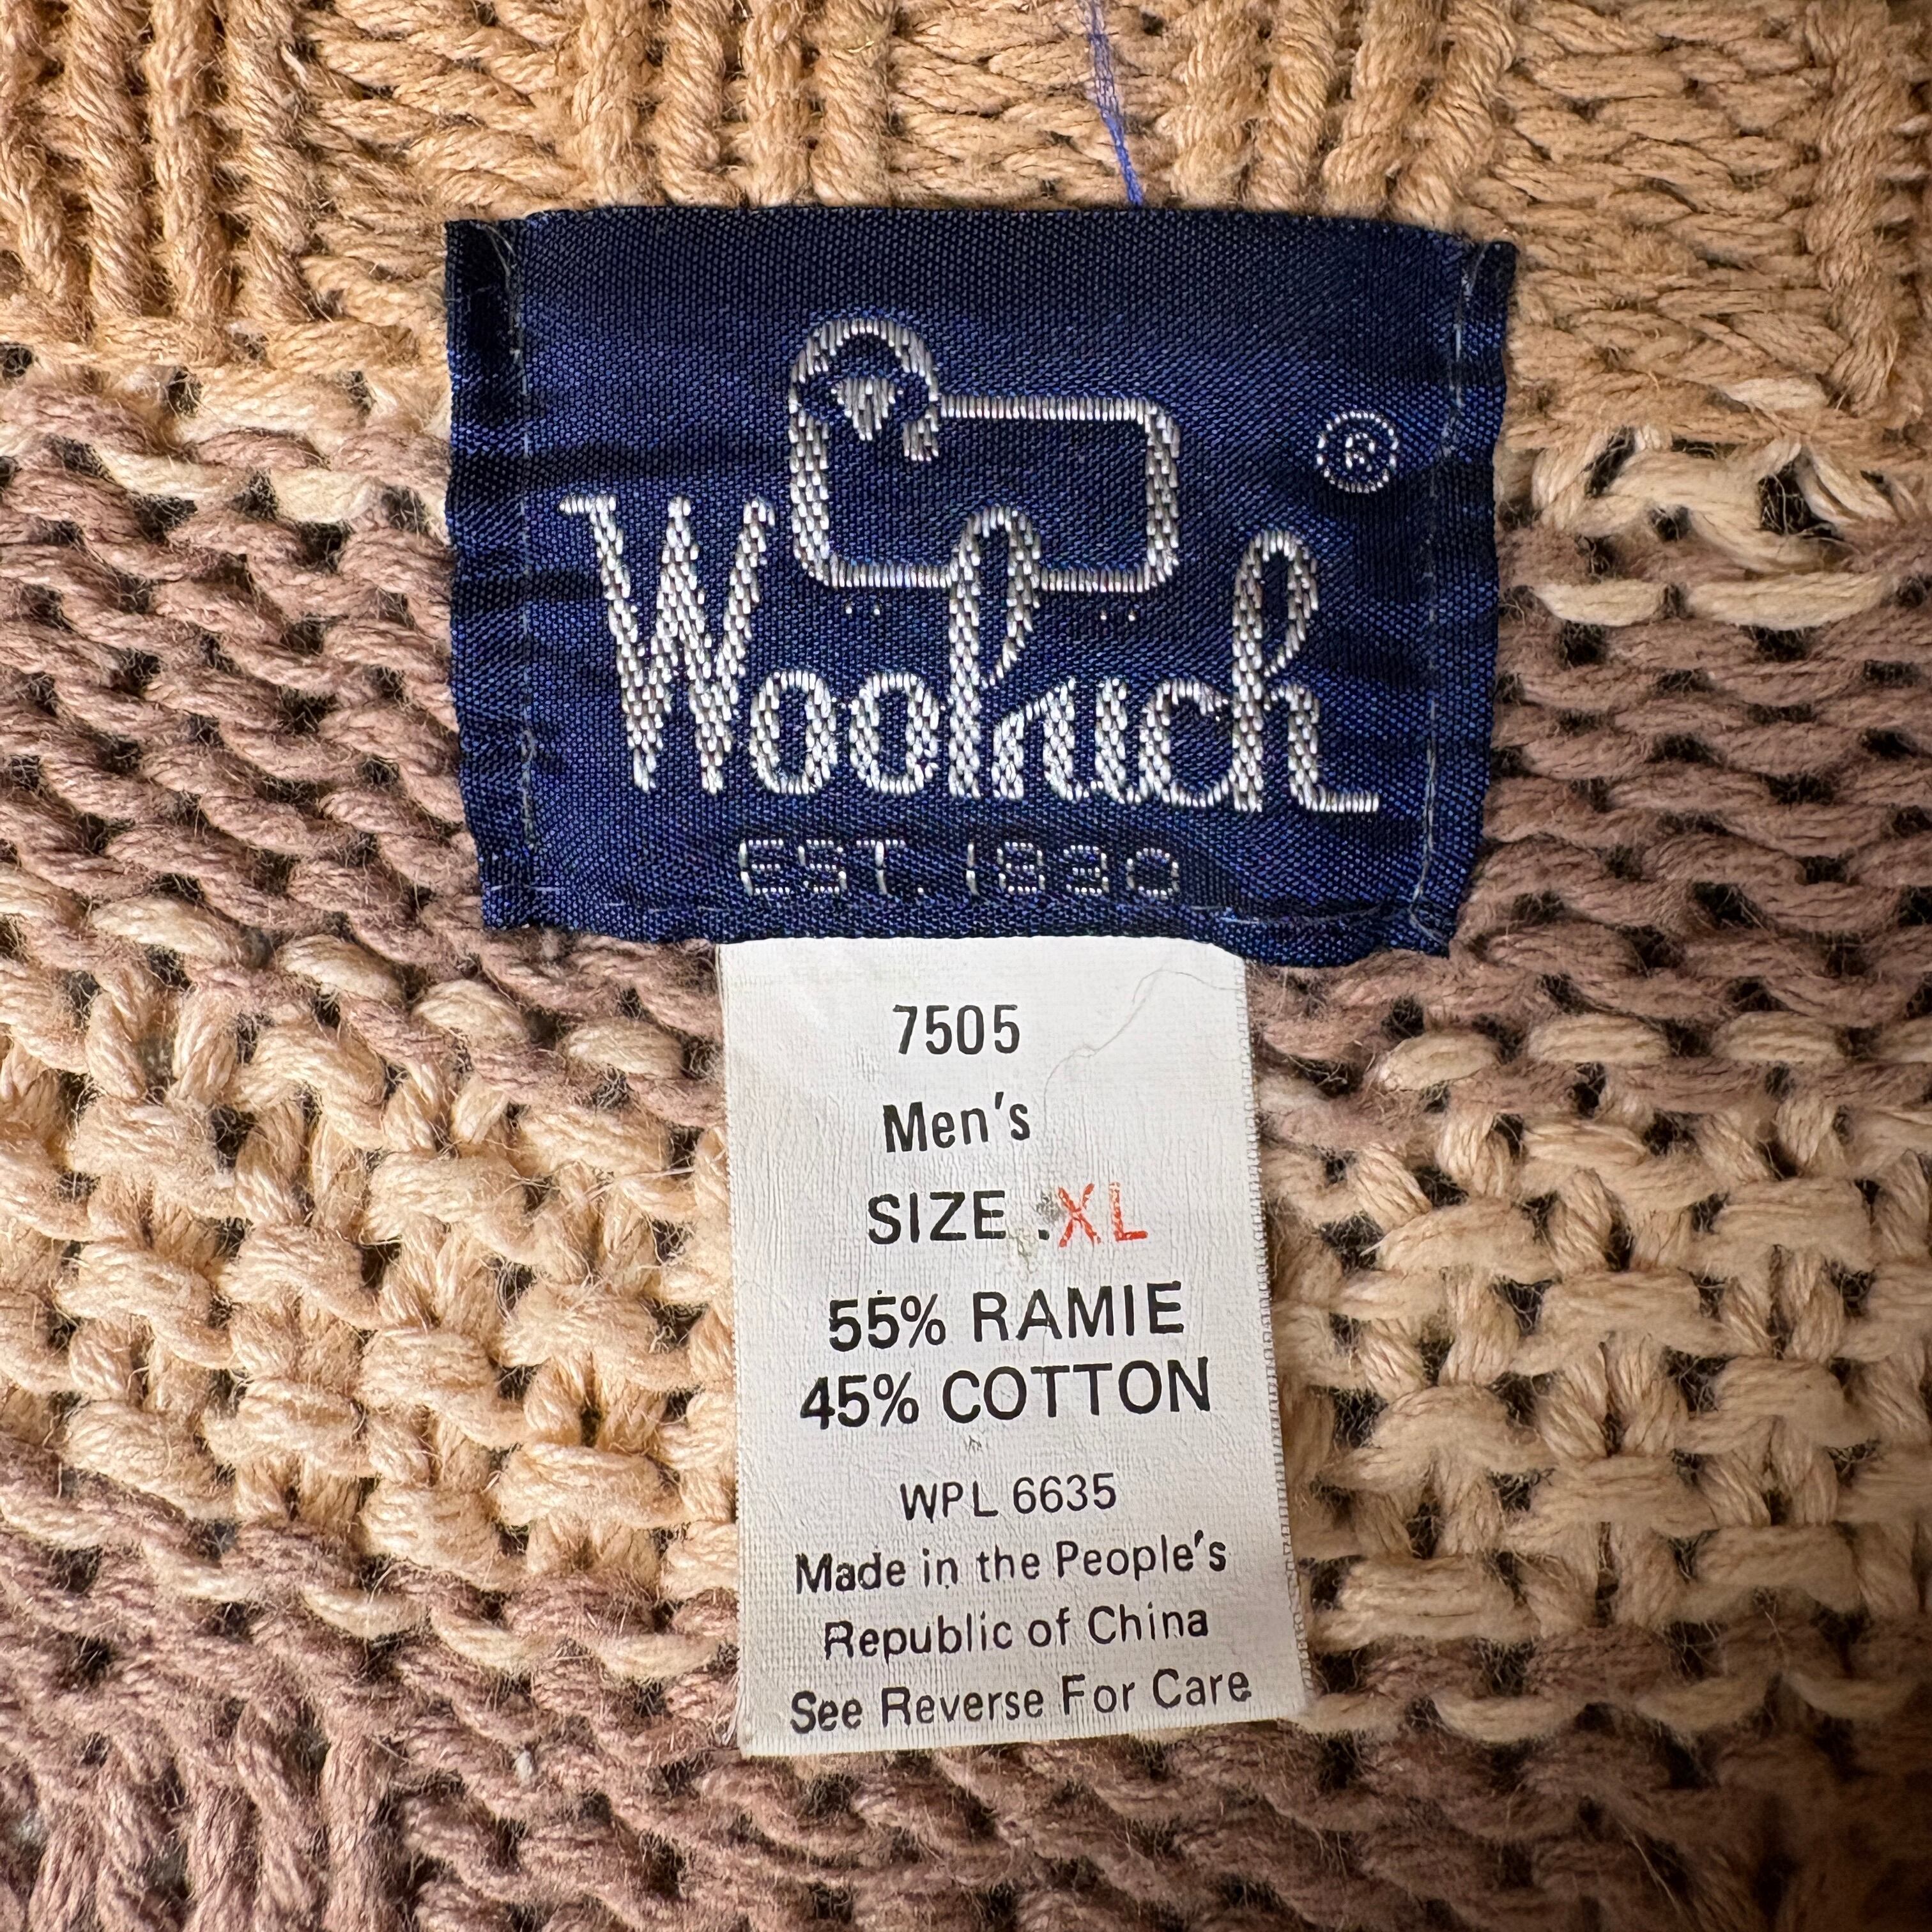 Woolrich
®
EST. 1830
7505
Men's
SIZE .XL
55% RAMIE
45% COTTON
WPL 6635
Made in the People's
Republic of China
See Reverse For Care